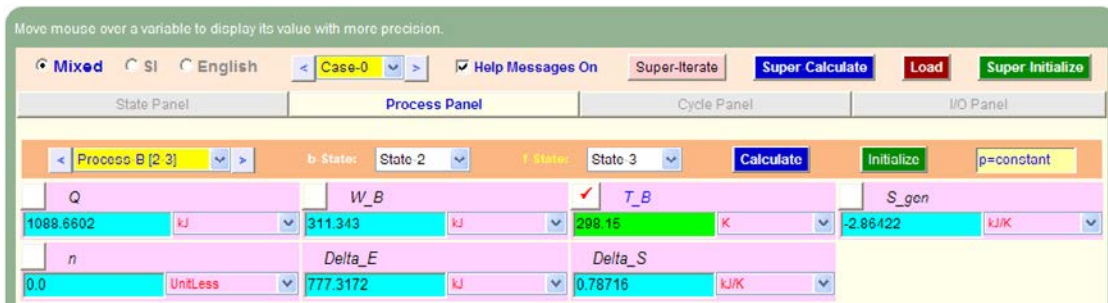 Move mouse over a variable to display its value with more precision.
Mixed SI English < Case-0 > Help Messages On Super-Iterate Super Calculate Load Super Initialize
State Panel Process Panel Cycle Panel I/O Panel
< Process-B [2-3] > b-State: State-2 f-State: State-3 Calculate Initialize p=constant
Q W_B T_B S_gen
1088.6602 kJ 311.343 kJ 298.15 K -2.86422 kJ/K
n Delta_E Delta_S
0.0 UnitLess 777.3172 kJ 0.78716 kJ/K